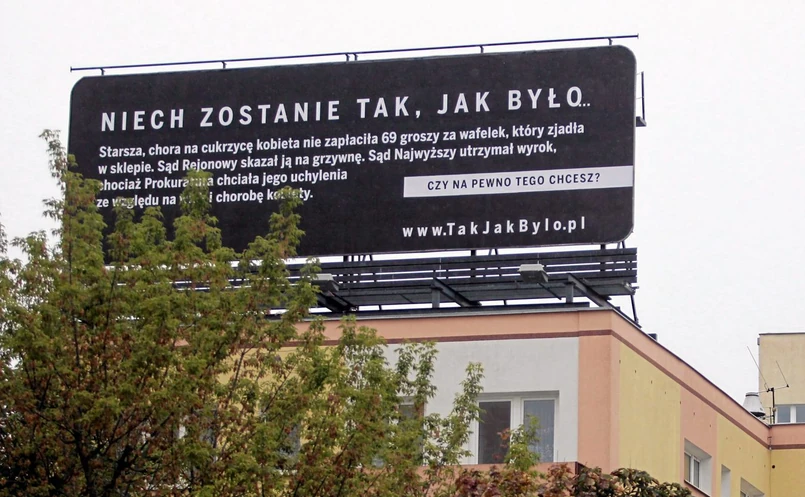 NIECH ZOSTANIE TAK, JAK BYŁO...
Starsza, chora na cukrzycę kobieta nie zapłaciła 69 groszy za wafelek, który zjadła
w sklepie. Sąd Rejonowy skazał ją na grzywnę. Sąd Najwyższy utrzymał wyrok,
chociaż Prokuratura chciała jego uchylenia
ze względu na wiek i chorobę kobiety.
CZY NA PEWNO TEGO CHCESZ?
www.TakJakBylo.pl